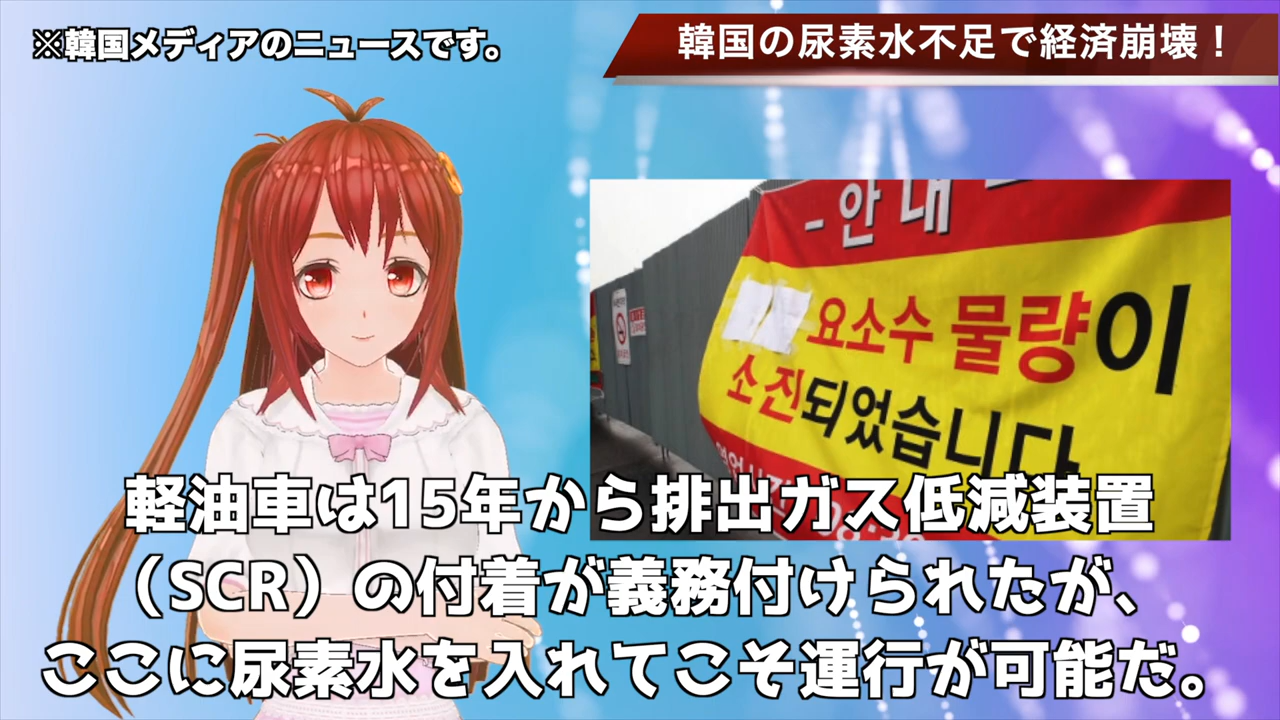 ※韓国メディアのニュースです。
韓国の尿素水不足で経済崩壊！
- 안내
요소수 물량이
소진되었습니다
軽油車は15年から排出ガス低減装置
（SCR）の付着が義務付けられたが、
ここに尿素水を入れてこそ運行が可能だ。